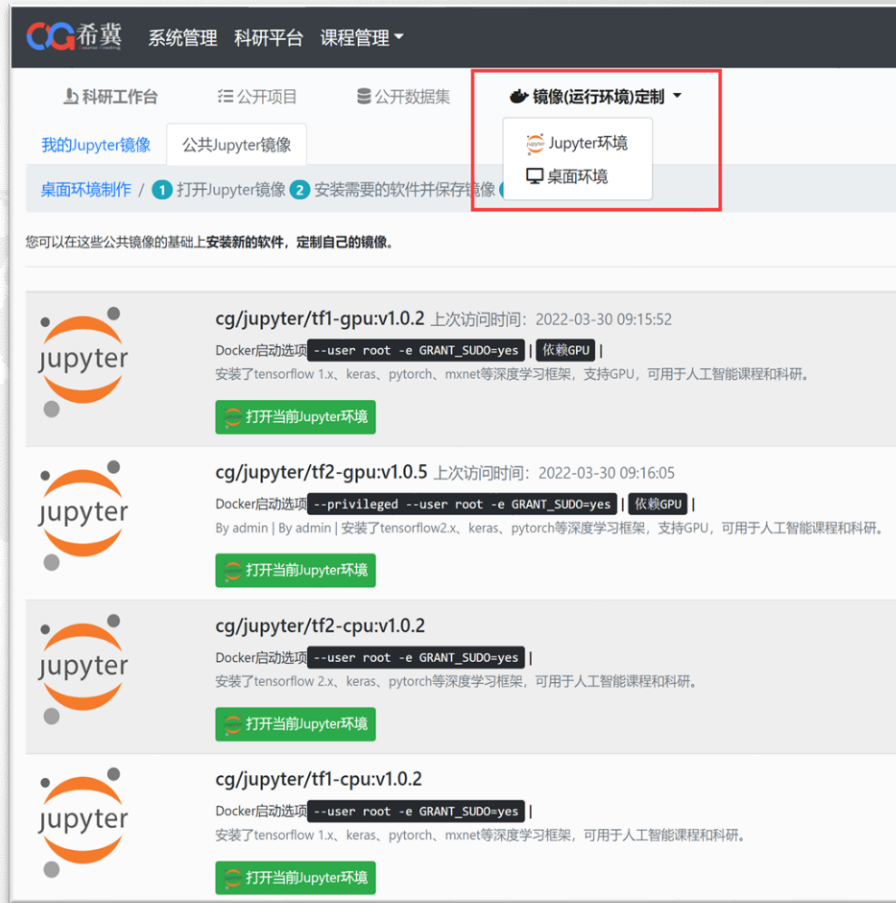 CG希冀 系统管理 科研平台 课程管理
科研工作台 公开项目 公开数据集 镜像(运行环境)定制
我的Jupyter镜像 公共Jupyter镜像
Jupyter环境
桌面环境
桌面环境制作 / 1 打开Jupyter镜像 2 安装需要的软件并保存镜像
您可以在这些公共镜像的基础上安装新的软件，定制自己的镜像。
jupyter
cg/jupyter/tf1-gpu:v1.0.2 上次访问时间：2022-03-30 09:15:52
Docker启动选项 --user root -e GRANT_SUDO=yes | 依赖GPU |
安装了tensorflow 1.x、keras、pytorch、mxnet等深度学习框架，支持GPU，可用于人工智能课程和科研。
打开当前Jupyter环境
jupyter
cg/jupyter/tf2-gpu:v1.0.5 上次访问时间：2022-03-30 09:16:05
Docker启动选项 --privileged --user root -e GRANT_SUDO=yes | 依赖GPU |
By admin | By admin | 安装了tensorflow2.x、keras、pytorch等深度学习框架，支持GPU，可用于人工智能课程和科研。
打开当前Jupyter环境
jupyter
cg/jupyter/tf2-cpu:v1.0.2
Docker启动选项 --user root -e GRANT_SUDO=yes |
安装了tensorflow 2.x、keras、pytorch等深度学习框架，可用于人工智能课程和科研。
打开当前Jupyter环境
jupyter
cg/jupyter/tf1-cpu:v1.0.2
Docker启动选项 --user root -e GRANT_SUDO=yes |
安装了tensorflow 1.x、keras、pytorch、mxnet等深度学习框架，可用于人工智能课程和科研。
打开当前Jupyter环境